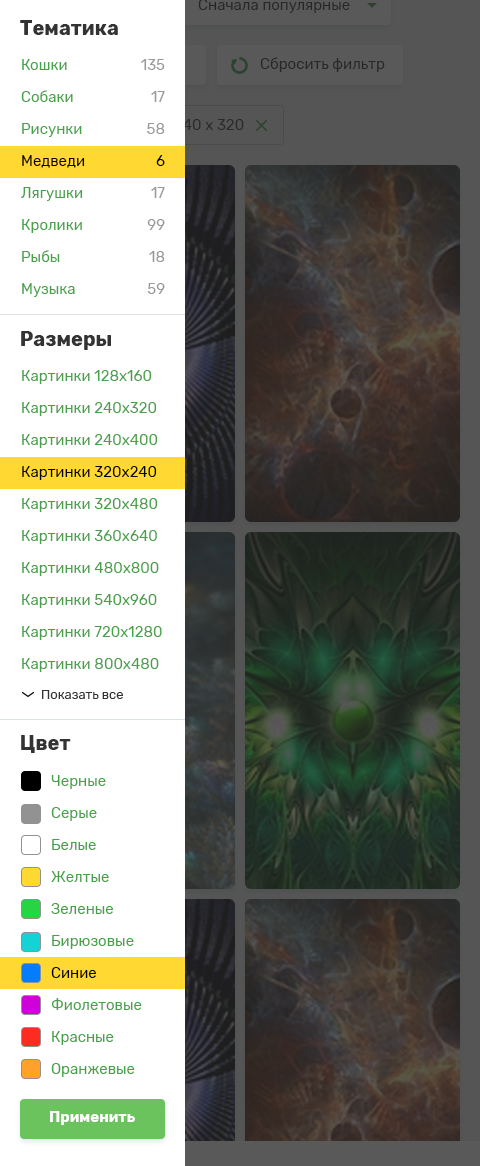 Тематика
Кошки 135
Собаки 17
Рисунки 58
Медведи 6
Лягушки 17
Кролики 99
Рыбы 18
Музыка 59
Размеры
Картинки 128x160
Картинки 240x320
Картинки 240x400
Картинки 320x240
Картинки 320x480
Картинки 360x640
Картинки 480x800
Картинки 540x960
Картинки 720x1280
Картинки 800x480
Показать все
Цвет
Черные
Серые
Белые
Желтые
Зеленые
Бирюзовые
Синие
Фиолетовые
Красные
Оранжевые
Применить
Сначала популярные
Сбросить фильтр
40 x 320